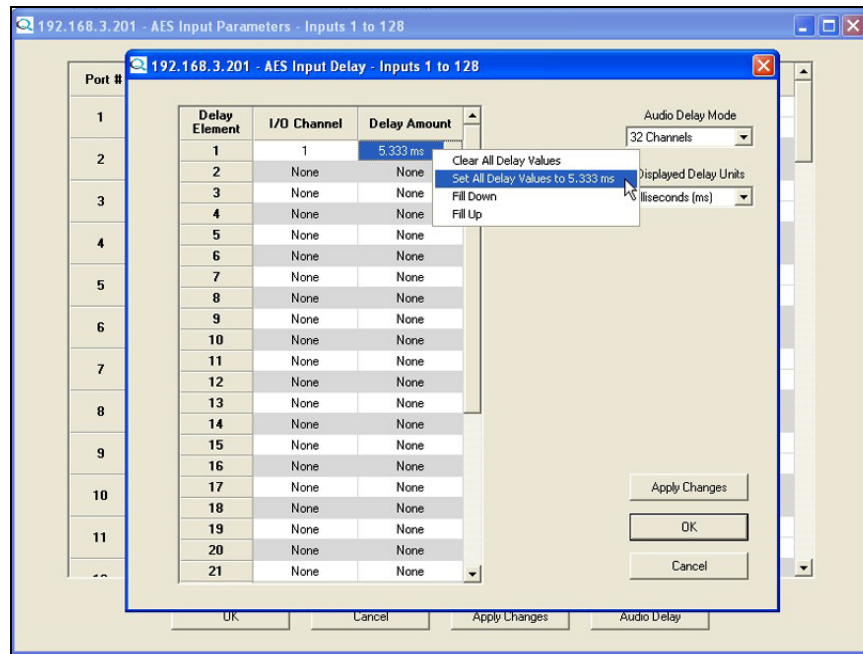 192.168.3.201 - AES Input Parameters - Inputs 1 to 128
Port #
1
2
3
4
5
6
7
8
9
10
11
192.168.3.201 - AES Input Delay - Inputs 1 to 128
Delay Element I/O Channel Delay Amount
1 1 5.333 ms
2 None None
3 None None
4 None None
5 None None
6 None None
7 None None
8 None None
9 None None
10 None None
11 None None
12 None None
13 None None
14 None None
15 None None
16 None None
17 None None
18 None None
19 None None
20 None None
21 None None
Clear All Delay Values
Set All Delay Values to 5.333 ms
Fill Down
Fill Up
Audio Delay Mode
32 Channels
Displayed Delay Units
lliseconds (ms)
Apply Changes
OK
Cancel
OK Cancel Apply Changes Audio Delay